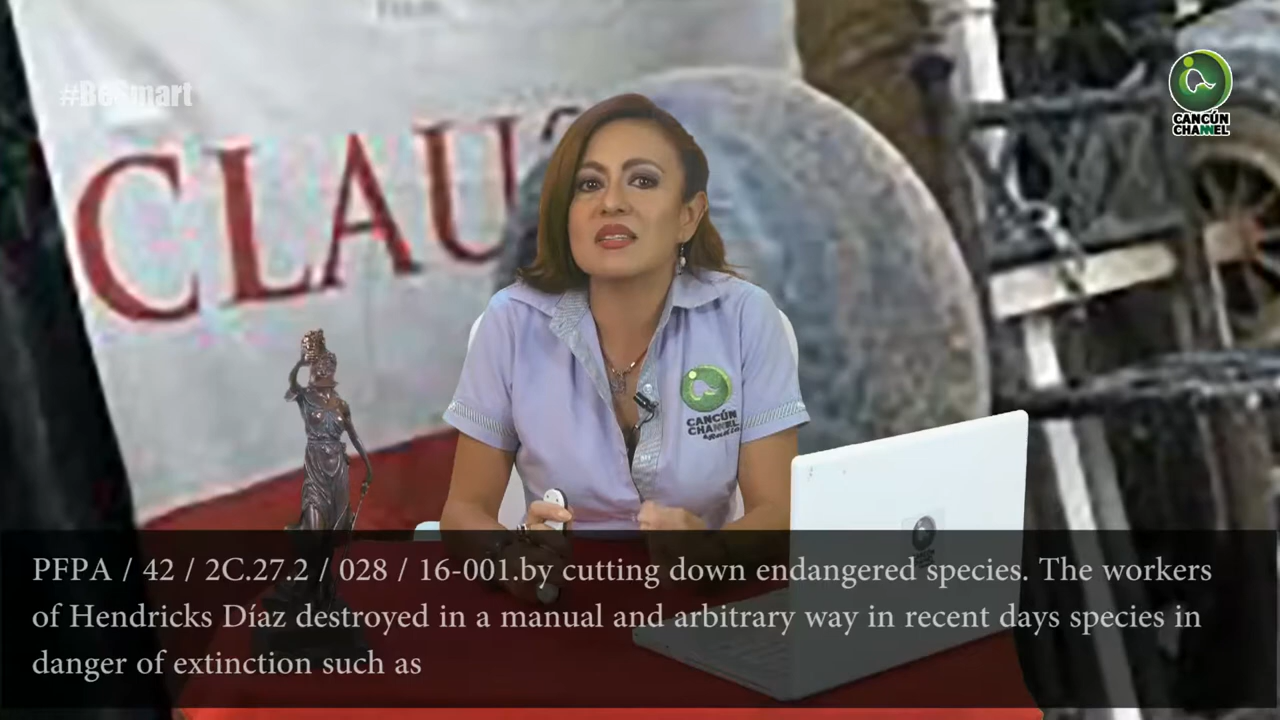 #BeSmart
CANCÚN
CHANNEL
CLAU
CANCÚN
CHANNEL
PFPA / 42 / 2C.27.2 / 028 / 16-001.by cutting down endangered species. The workers
of Hendricks Díaz destroyed in a manual and arbitrary way in recent days species in
danger of extinction such as